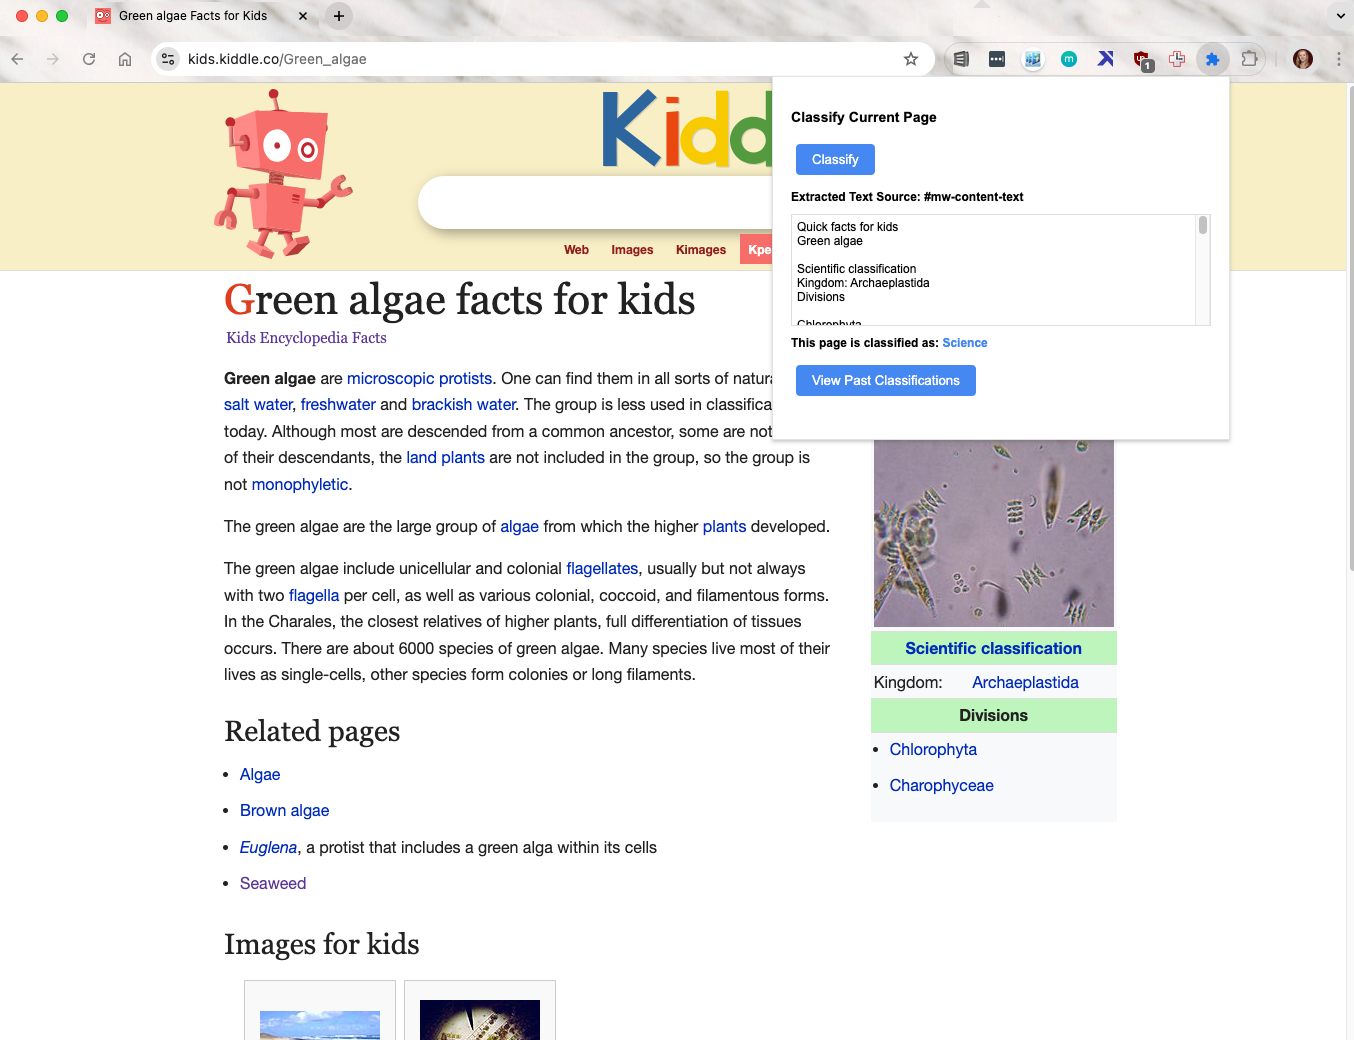 Green algae Facts for Kids
kids.kiddle.co/Green_algae
1
Kidd
Web Images Kimages Kpe
Classify Current Page
Classify
Extracted Text Source: #mw-content-text
Quick facts for kids
Green algae
Scientific classification
Kingdom: Archaeplastida
Divisions
Chlorophyta
This page is classified as: Science
View Past Classifications
Green algae facts for kids
Kids Encyclopedia Facts
Green algae are microscopic protists. One can find them in all sorts of natura
salt water, freshwater and brackish water. The group is less used in classifica
today. Although most are descended from a common ancestor, some are not
of their descendants, the land plants are not included in the group, so the group is
not monophyletic.
The green algae are the large group of algae from which the higher plants developed.
The green algae include unicellular and colonial flagellates, usually but not always
with two flagella per cell, as well as various colonial, coccoid, and filamentous forms.
In the Charales, the closest relatives of higher plants, full differentiation of tissues
occurs. There are about 6000 species of green algae. Many species live most of their
lives as single-cells, other species form colonies or long filaments.
Scientific classification
Kingdom: Archaeplastida
Divisions
• Chlorophyta
• Charophyceae
Related pages
• Algae
• Brown algae
• Euglena, a protist that includes a green alga within its cells
• Seaweed
Images for kids